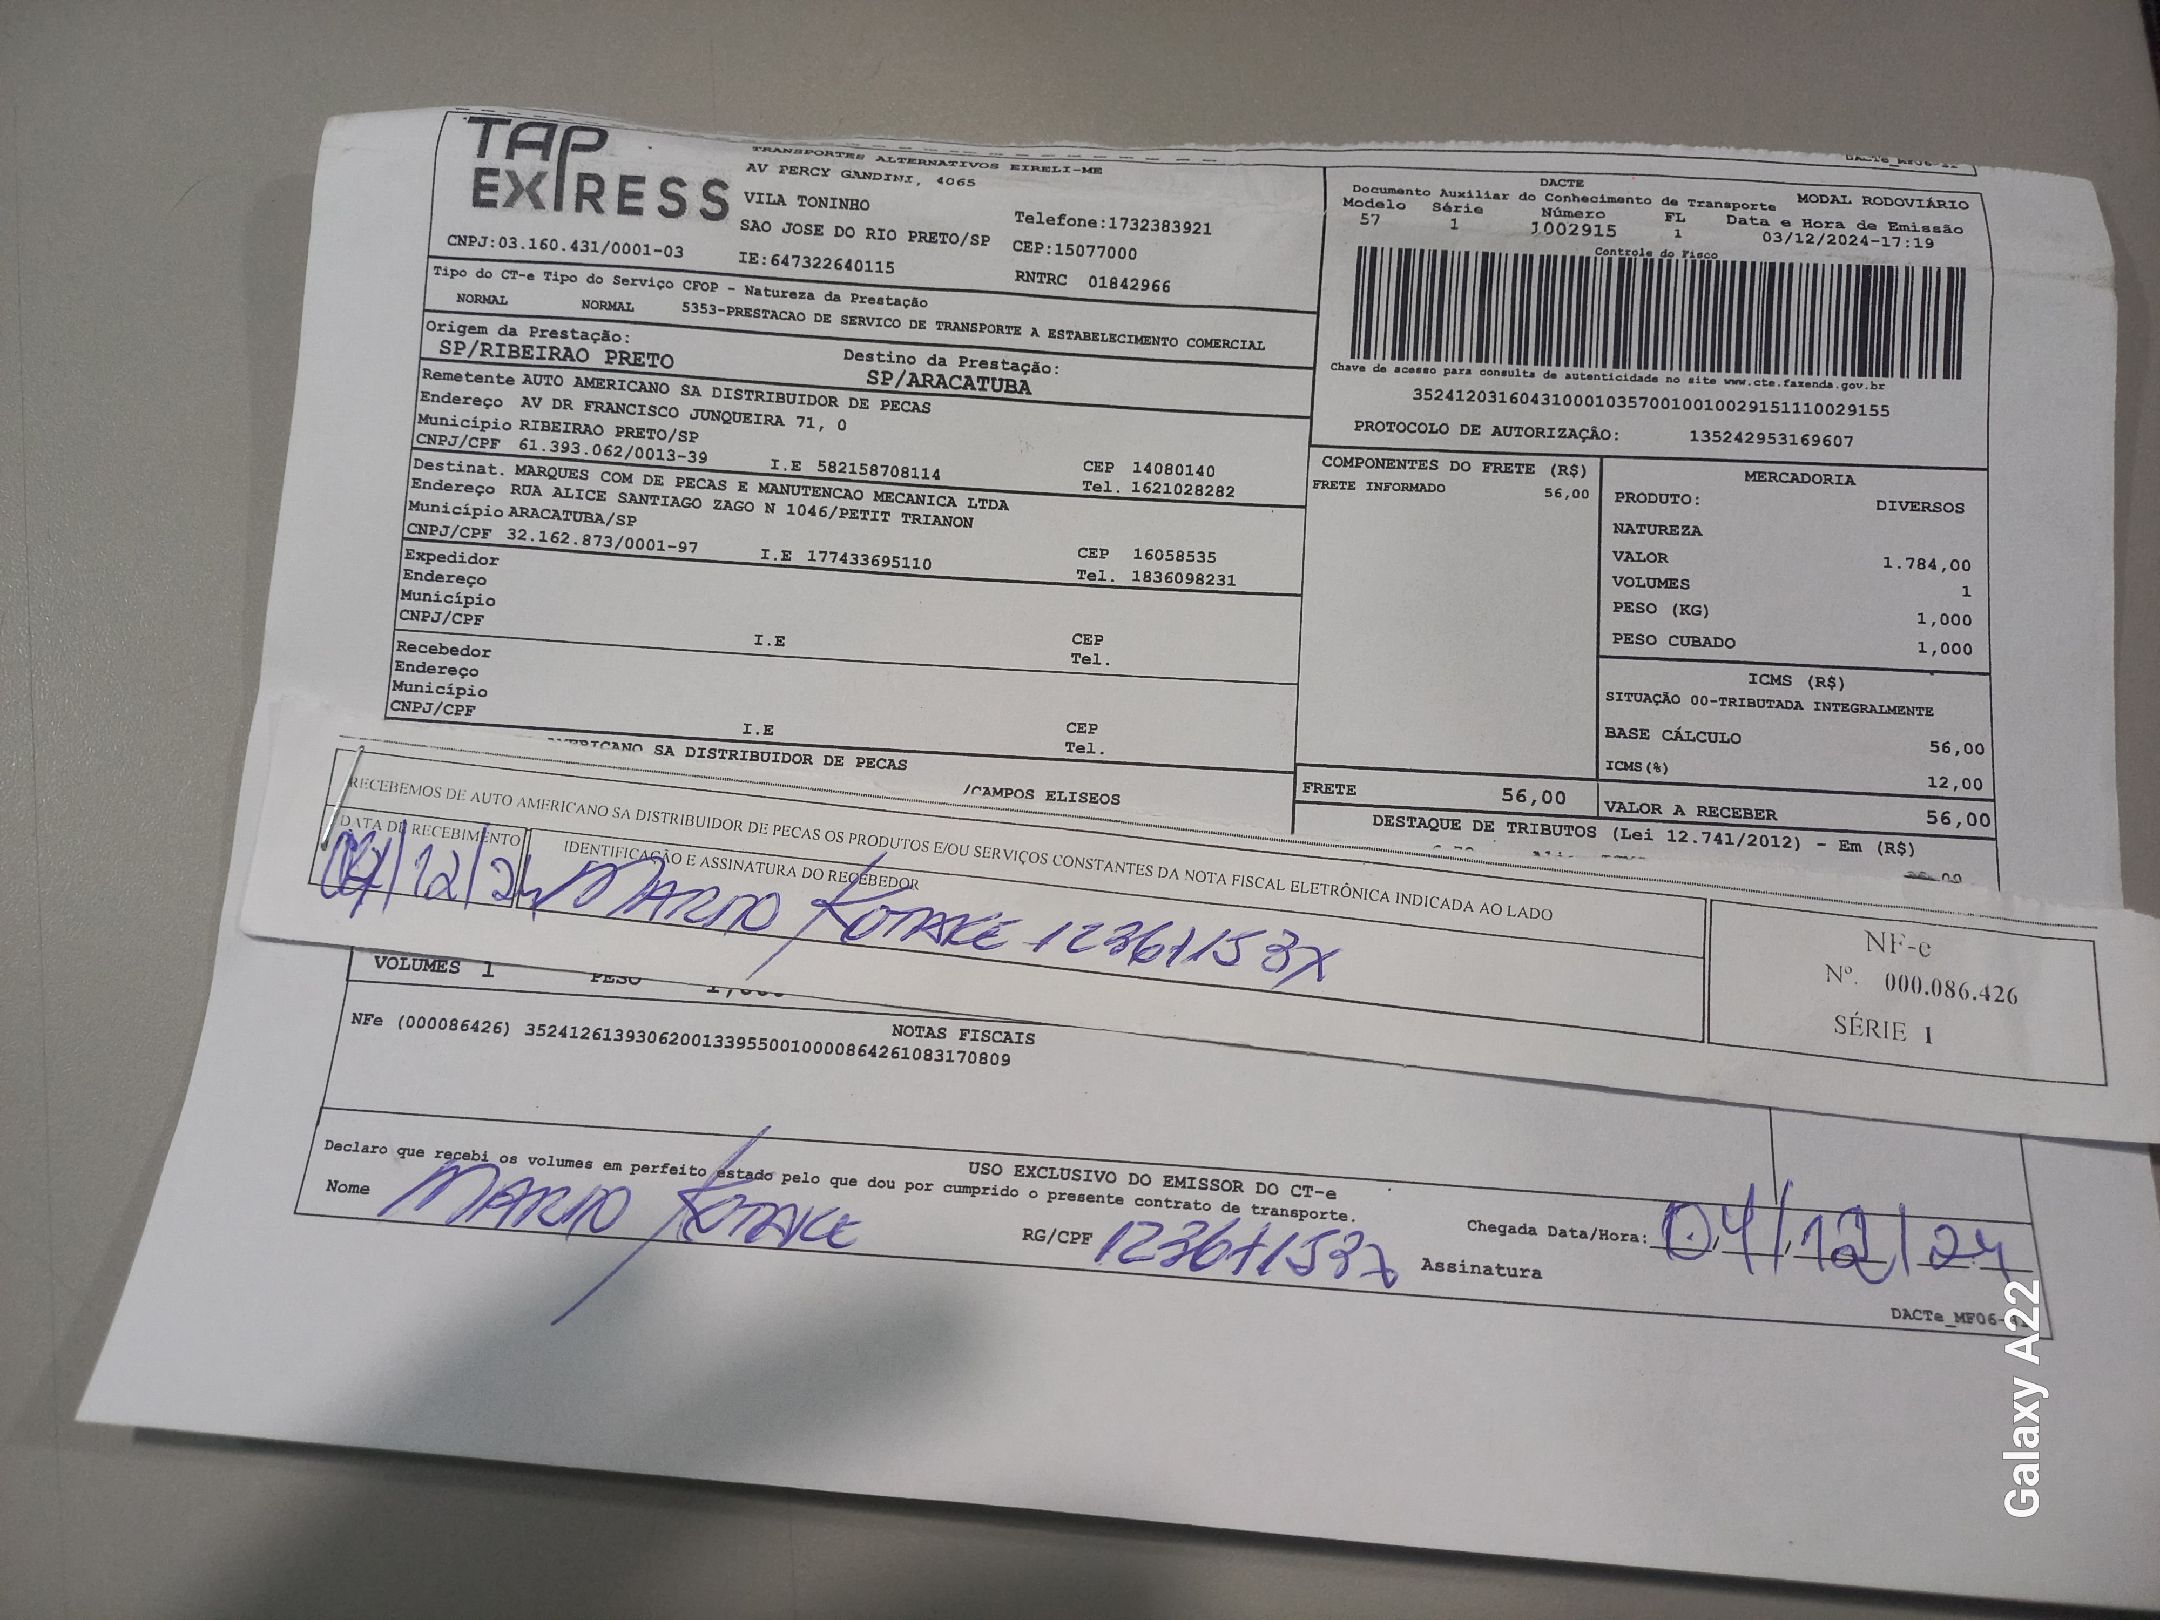 TAP EXPRESS
TRANSPORTES ALTERNATIVOS EIRELI-ME
AV PERCY GANDINI, 4065
VILA TONINHO
SAO JOSE DO RIO PRETO/SP
Telefone:1732383921
CEP:15077000
CNPJ:03.160.431/0001-03
IE:647322640115
RNTRC 01842966
DACTE
Documento Auxiliar do Conhecimento de Transporte
MODAL RODOVIÁRIO
Modelo Série Número FL Data e Hora de Emissão
57 1 1002915 1 03/12/2024-17:19
Controle do Fisco
Chave de acesso para consulta de autenticidade no site www.cte.fazenda.gov.br
35241203160431000103570010010029151110029155
PROTOCOLO DE AUTORIZAÇÃO: 135242953169607
Tipo do CT-e Tipo do Serviço CFOP - Natureza da Prestação
NORMAL NORMAL 5353-PRESTACAO DE SERVICO DE TRANSPORTE A ESTABELECIMENTO COMERCIAL
Origem da Prestação:
SP/RIBEIRAO PRETO
Destino da Prestação:
SP/ARACATUBA
Remetente AUTO AMERICANO SA DISTRIBUIDOR DE PECAS
Endereço AV DR FRANCISCO JUNQUEIRA 71, 0
Município RIBEIRAO PRETO/SP CEP 14080140
CNPJ/CPF 61.393.062/0013-39 I.E 582158708114 Tel. 1621028282
Destinat. MARQUES COM DE PECAS E MANUTENCAO MECANICA LTDA
Endereço RUA ALICE SANTIAGO ZAGO N 1046/PETIT TRIANON
Município ARACATUBA/SP CEP 16058535
CNPJ/CPF 32.162.873/0001-97 I.E 177433695110 Tel. 1836098231
Expedidor
Endereço
Município CEP
CNPJ/CPF I.E Tel.
Recebedor
Endereço
Município CEP
CNPJ/CPF I.E Tel.
AMERICANO SA DISTRIBUIDOR DE PECAS
/CAMPOS ELISEOS
COMPONENTES DO FRETE (R$)
FRETE INFORMADO 56,00
FRETE 56,00
MERCADORIA
PRODUTO: DIVERSOS
NATUREZA
VALOR 1.784,00
VOLUMES 1
PESO (KG) 1,000
PESO CUBADO 1,000
ICMS (R$)
SITUAÇÃO 00-TRIBUTADA INTEGRALMENTE
BASE CÁLCULO 56,00
ICMS(%) 12,00
VALOR A RECEBER 56,00
DESTAQUE DE TRIBUTOS (Lei 12.741/2012) - Em (R$)
RECEBEMOS DE AUTO AMERICANO SA DISTRIBUIDOR DE PECAS OS PRODUTOS E/OU SERVIÇOS CONSTANTES DA NOTA FISCAL ELETRÔNICA INDICADA AO LADO
DATA DE RECEBIMENTO
IDENTIFICAÇÃO E ASSINATURA DO RECEBEDOR
04/12/24 MARIO KOTAKE 12367153X
NF-e
Nº. 000.086.426
SÉRIE 1
VOLUMES 1 PESO
NOTAS FISCAIS
NFe (000086426) 35241261393062001339550010000864261083170809
USO EXCLUSIVO DO EMISSOR DO CT-e
Declaro que recebi os volumes em perfeito estado pelo que dou por cumprido o presente contrato de transporte.
Nome MARIO KOTAKE
RG/CPF 12367153X
Chegada Data/Hora: 04/12/24
Assinatura
Galaxy A22